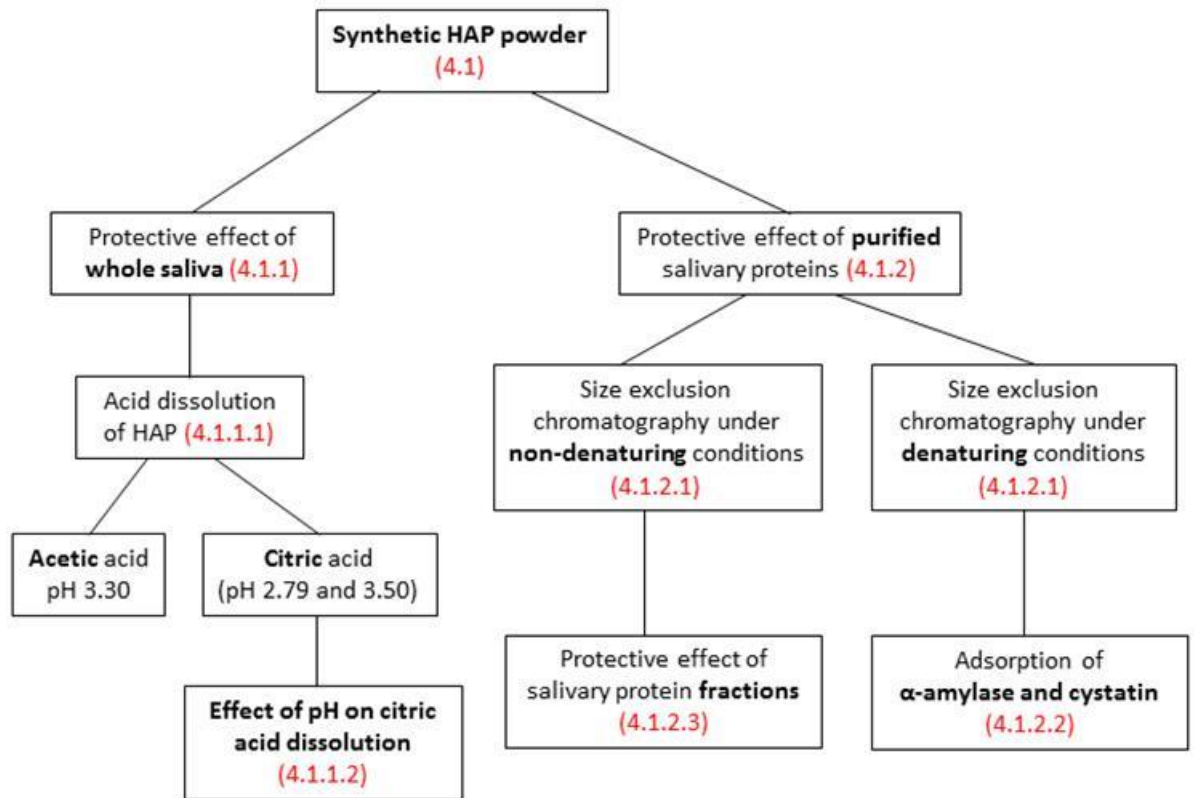 Synthetic HAP powder
(4.1)
Protective effect of
whole saliva (4.1.1)
Protective effect of purified
salivary proteins (4.1.2)
Acid dissolution
of HAP (4.1.1.1)
Size exclusion
chromatography under
non-denaturing conditions
(4.1.2.1)
Size exclusion
chromatography under
denaturing conditions
(4.1.2.1)
Acetic acid
pH 3.30
Citric acid
(pH 2.79 and 3.50)
Protective effect of
salivary protein fractions
(4.1.2.3)
Adsorption of
α-amylase and cystatin
(4.1.2.2)
Effect of pH on citric
acid dissolution
(4.1.1.2)